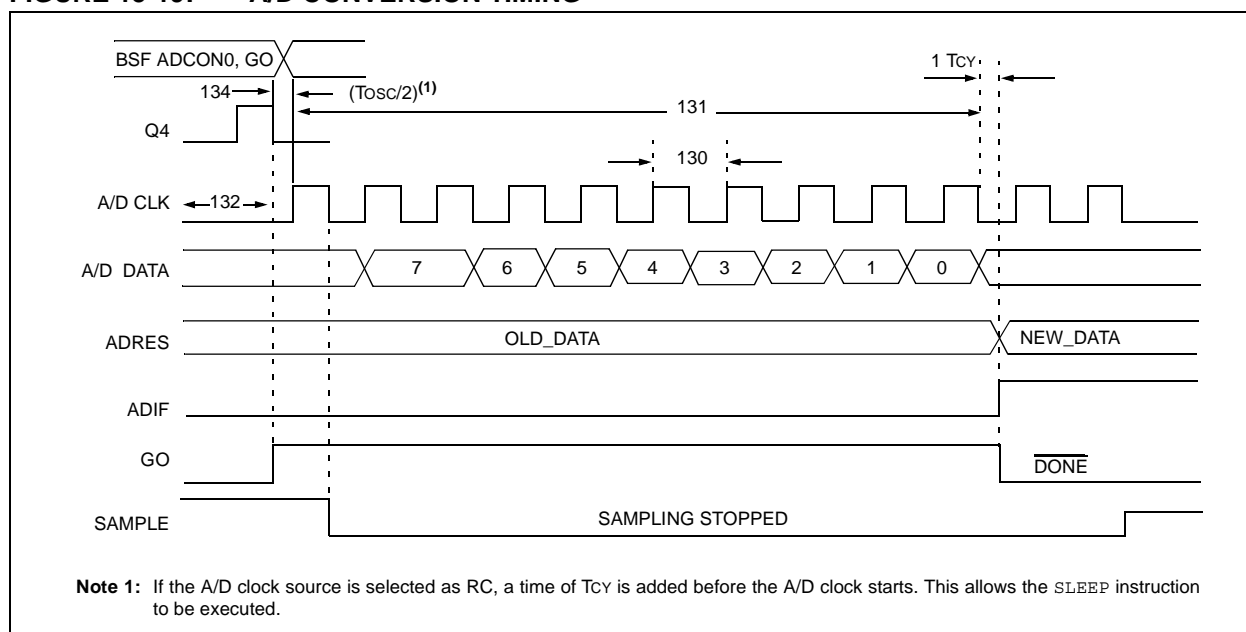 BSF ADCON0, GO
1 TCY
134
(TOSC/2)(1)
131
Q4
130
A/D CLK
132
A/D DATA
7 6 5 4 3 2 1 0
ADRES
OLD_DATA
NEW_DATA
ADIF
GO
DONE
SAMPLE
SAMPLING STOPPED
Note 1: If the A/D clock source is selected as RC, a time of TCY is added before the A/D clock starts. This allows the SLEEP instruction
to be executed.